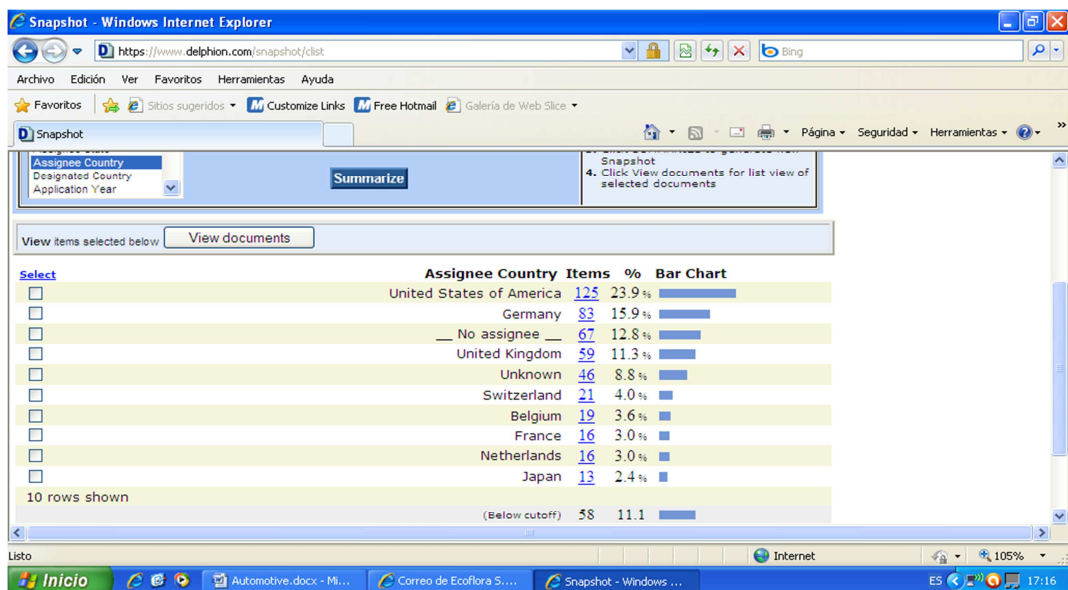 Snapshot - Windows Internet Explorer
https://www.delphion.com/snapshot/clist
Bing
Archivo Edición Ver Favoritos Herramientas Ayuda
Favoritos Sitios sugeridos Customize Links Free Hotmail Galería de Web Slice
Snapshot Página Seguridad Herramientas
Assignee Country
Designated Country
Application Year
Summarize
Snapshot
4. Click View documents for list view of
selected documents
View items selected below View documents
Select Assignee Country Items % Bar Chart
United States of America 125 23.9 %
Germany 83 15.9 %
__ No assignee __ 67 12.8 %
United Kingdom 59 11.3 %
Unknown 46 8.8 %
Switzerland 21 4.0 %
Belgium 19 3.6 %
France 16 3.0 %
Netherlands 16 3.0 %
Japan 13 2.4 %
10 rows shown
(Below cutoff) 58 11.1
Listo Internet 105%
Inicio Automotive.docx - Mi... Correo de Ecoflora S.... Snapshot - Windows ... ES 17:16